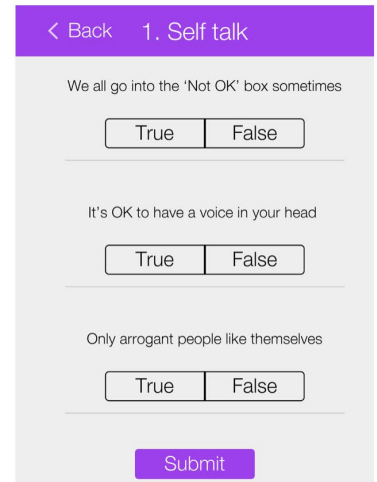 < Back 1. Self talk
We all go into the ‘Not OK’ box sometimes
True False
It’s OK to have a voice in your head
True False
Only arrogant people like themselves
True False
Submit